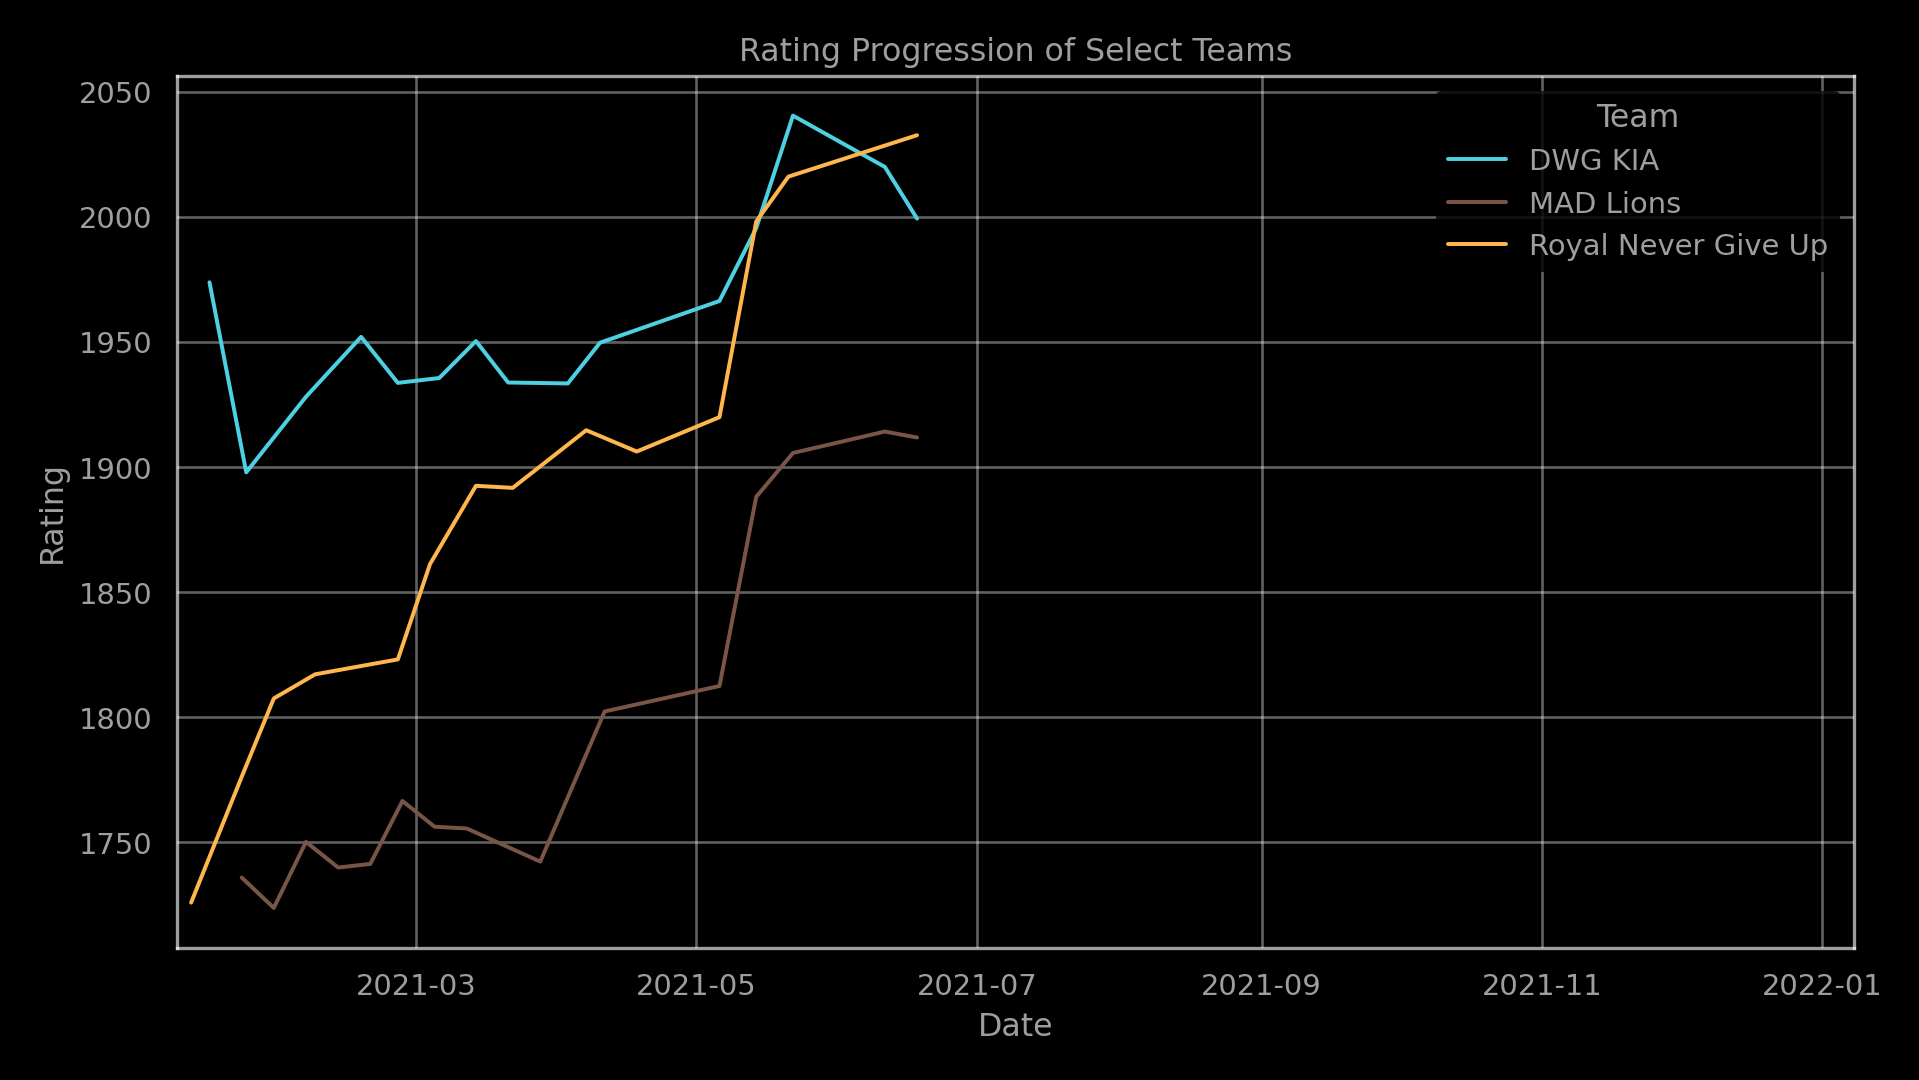 Rating Progression of Select Teams
2050
2000
1950
1900
1850
1800
1750
Rating
Team
DWG KIA
MAD Lions
Royal Never Give Up
2021-03 2021-05 2021-07 2021-09 2021-11 2022-01
Date